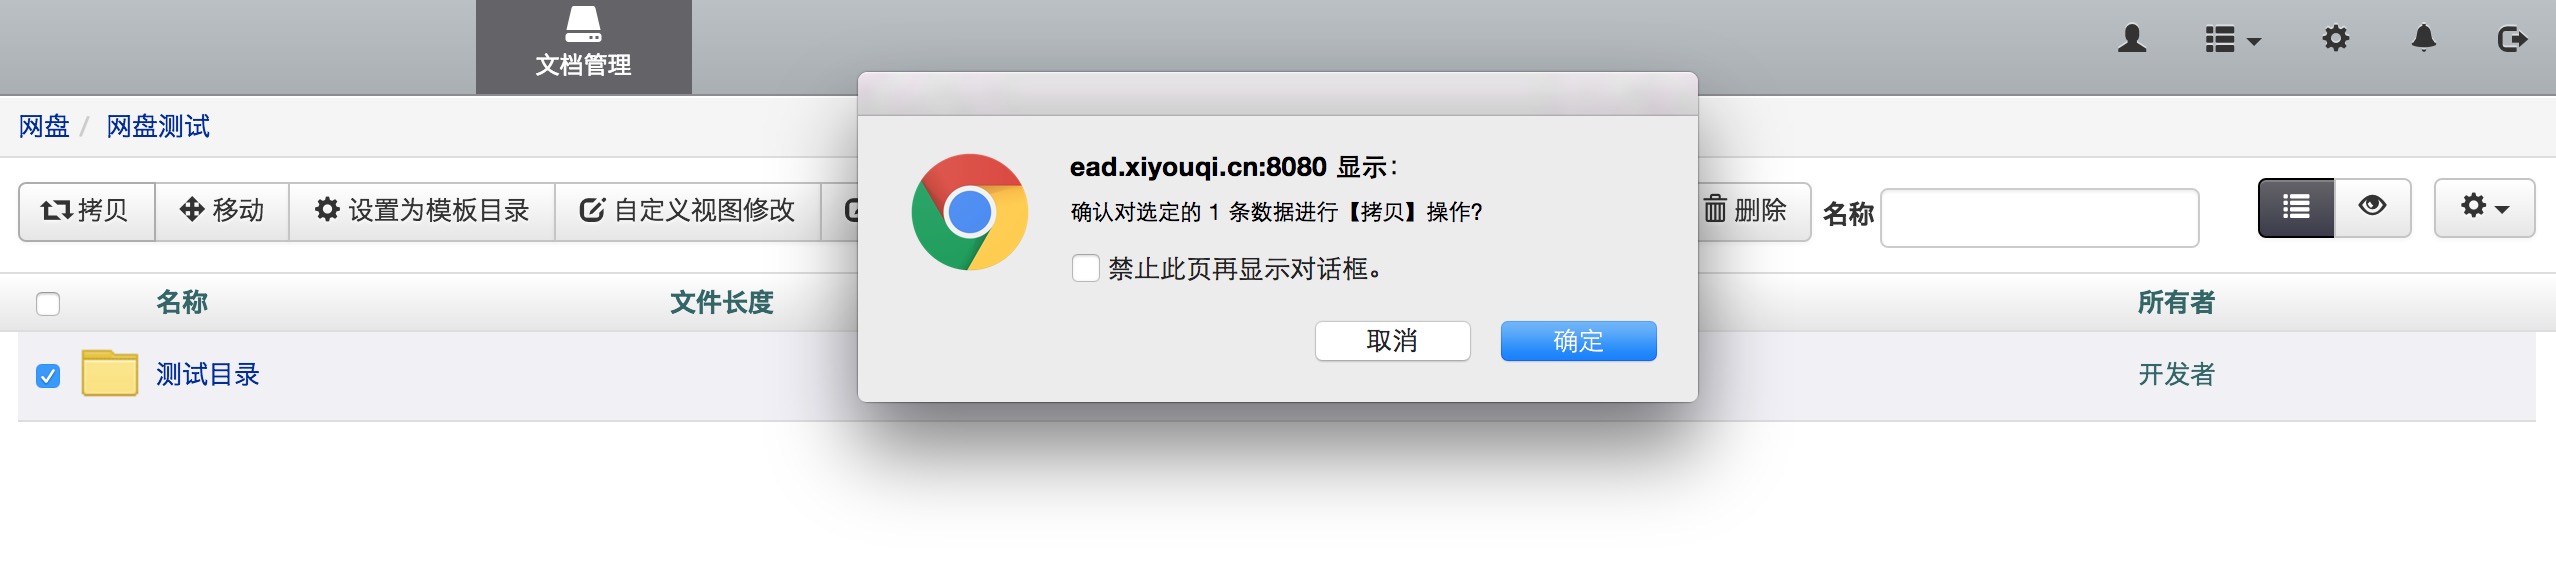 文档管理
网盘 / 网盘测试
ead.xiyouqi.cn:8080 显示：
确认对选定的 1 条数据进行【拷贝】操作?
禁止此页再显示对话框。
取消 确定
拷贝 移动 设置为模板目录 自定义视图修改 删除 名称
名称 文件长度 所有者
测试目录 开发者